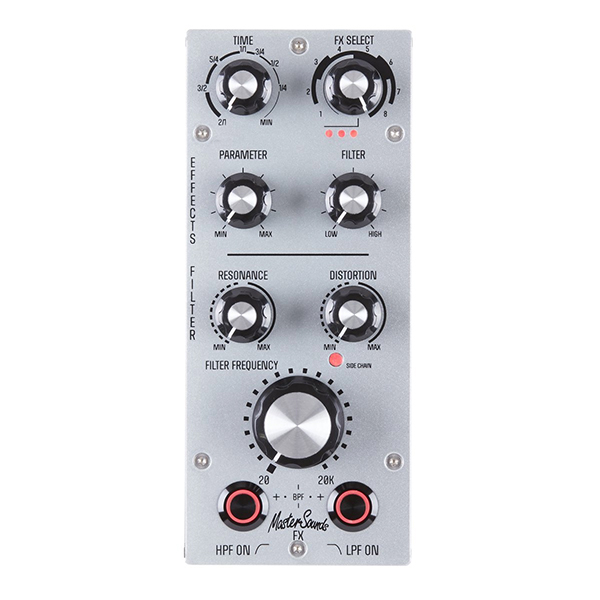 TIME
FX SELECT
1/1
3/4
5/4
1/2
3/2
1/4
2/1
MIN
4
5
3
6
2
7
1
8
PARAMETER
FILTER
MIN
MAX
LOW
HIGH
EFFECTS
FILTER
RESONANCE
DISTORTION
MIN
MAX
MIN
MAX
FILTER FREQUENCY
SIDE CHAIN
20
20K
+ · BPF · +
MasterSounds
FX
HPF ON
LPF ON